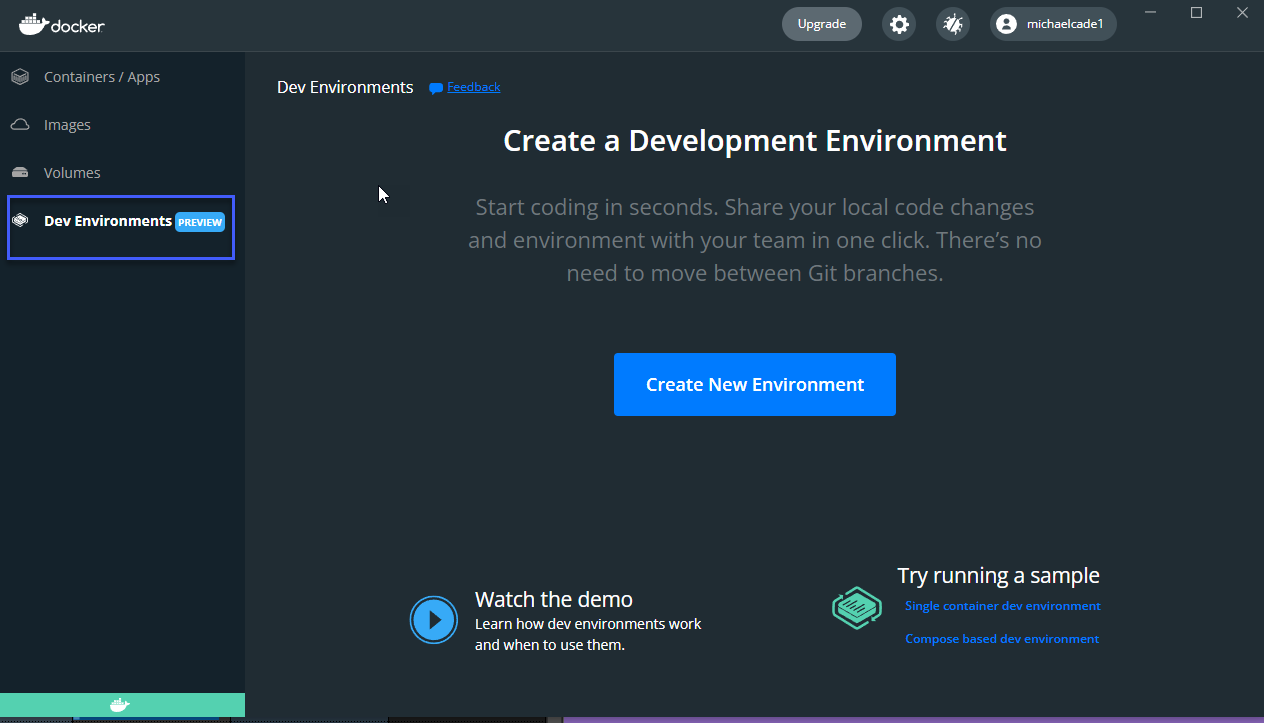 docker
Upgrade
michaelcade1
Containers / Apps
Images
Volumes
Dev Environments PREVIEW
Dev Environments Feedback
Create a Development Environment
Start coding in seconds. Share your local code changes
and environment with your team in one click. There’s no
need to move between Git branches.
Create New Environment
Watch the demo
Learn how dev environments work
and when to use them.
Try running a sample
Single container dev environment
Compose based dev environment